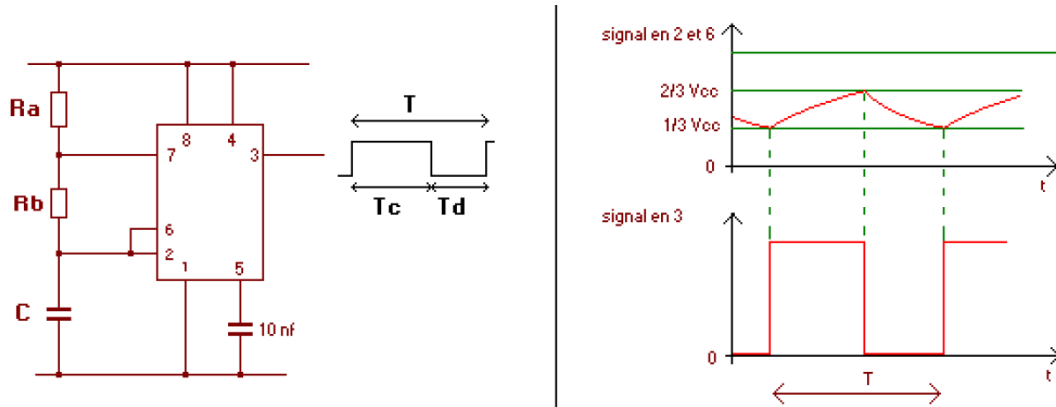 Ra
8
4
T
7
3
Rb
Tc
Td
6
2
1
5
C
10 nf
signal en 2 et 6
2/3 Vcc
1/3 Vcc
0
t
signal en 3
0
t
T